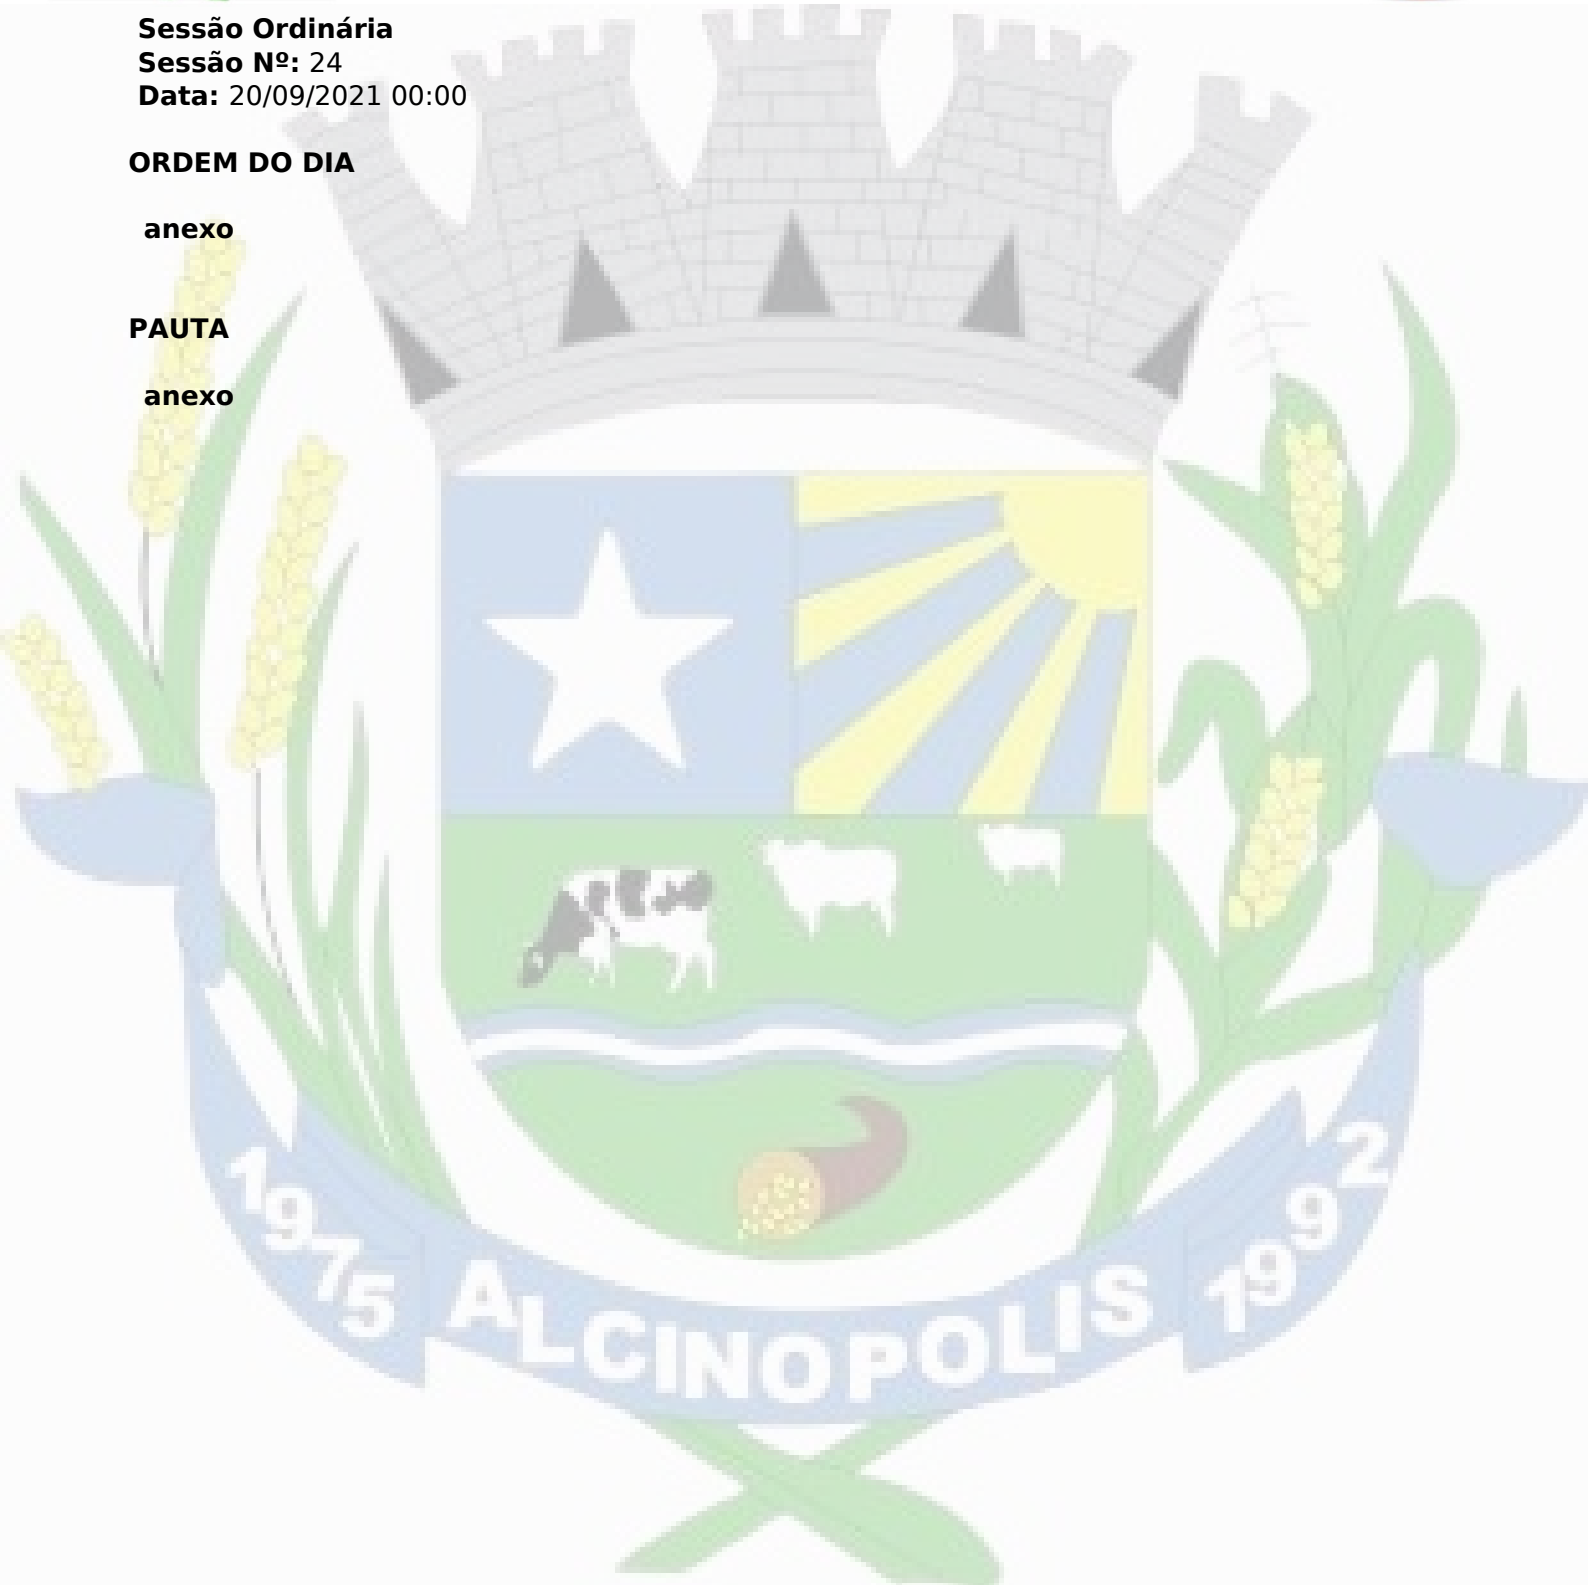 Sessão Ordinária
Sessão Nº: 24
Data: 20/09/2021 00:00
ORDEM DO DIA
anexo
PAUTA
anexo
1975 ALCINOPOLIS 1992